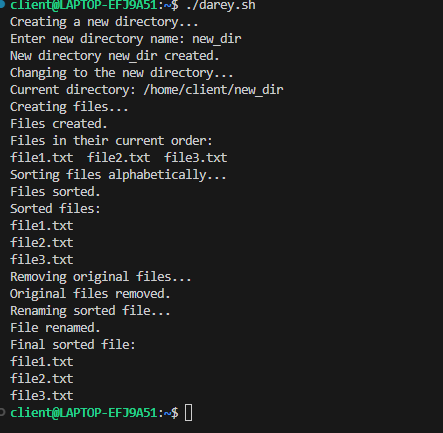 client@LAPTOP-EFJ9A51:~$ ./darey.sh
Creating a new directory...
Enter new directory name: new_dir
New directory new_dir created.
Changing to the new directory...
Current directory: /home/client/new_dir
Creating files...
Files created.
Files in their current order:
file1.txt  file2.txt  file3.txt
Sorting files alphabetically...
Files sorted.
Sorted files:
file1.txt
file2.txt
file3.txt
Removing original files...
Original files removed.
Renaming sorted file...
File renamed.
Final sorted file:
file1.txt
file2.txt
file3.txt
client@LAPTOP-EFJ9A51:~$